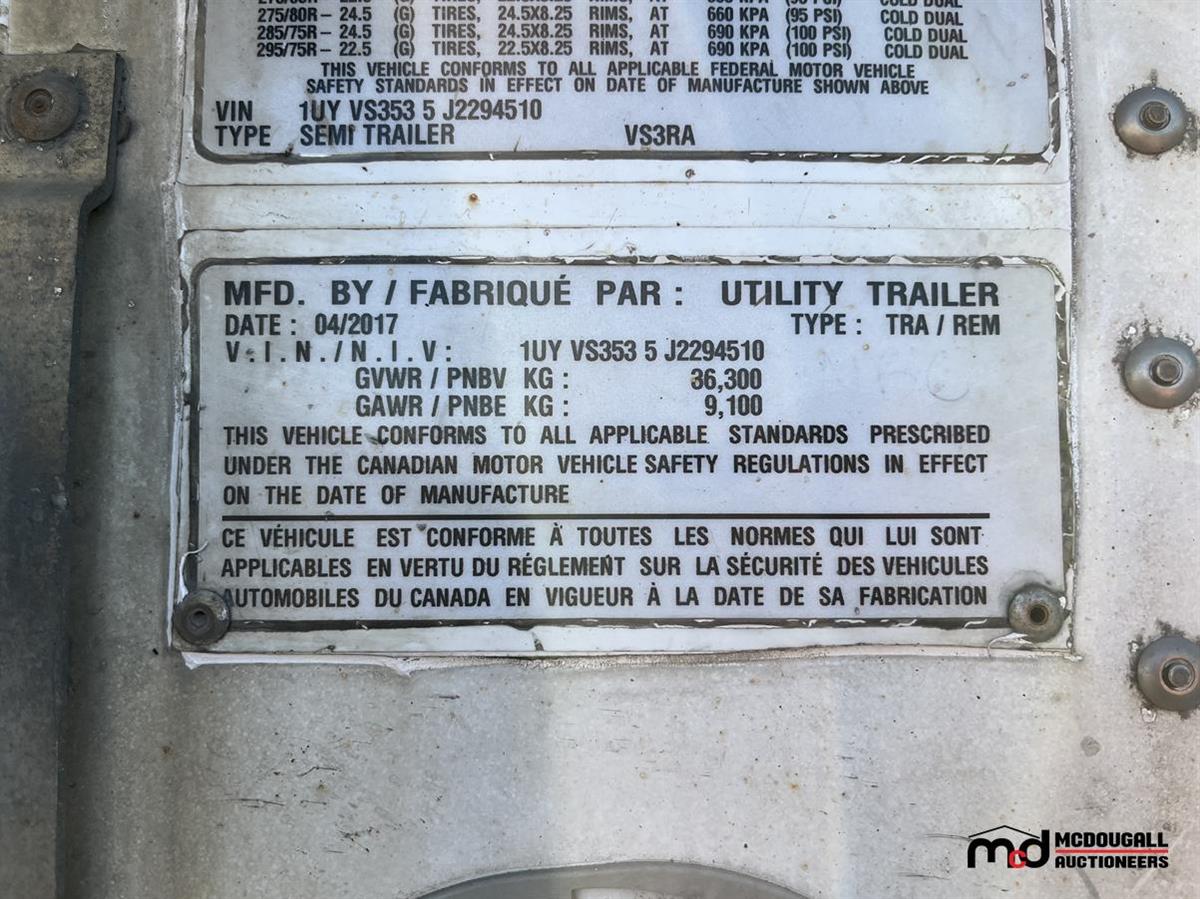 275/80R – 24.5 (G) TIRES, 24.5X8.25 RIMS, AT 660 KPA (95 PSI) COLD DUAL
285/75R – 24.5 (G) TIRES, 24.5X8.25 RIMS, AT 690 KPA (100 PSI) COLD DUAL
295/75R – 22.5 (G) TIRES, 22.5X8.25 RIMS, AT 690 KPA (100 PSI) COLD DUAL
THIS VEHICLE CONFORMS TO ALL APPLICABLE FEDERAL MOTOR VEHICLE
SAFETY STANDARDS IN EFFECT ON DATE OF MANUFACTURE SHOWN ABOVE
VIN 1UY VS353 5 J2294510
TYPE SEMI TRAILER VS3RA
MFD. BY / FABRIQUÉ PAR : UTILITY TRAILER
DATE : 04/2017 TYPE : TRA / REM
V.I.N./N.I.V: 1UY VS353 5 J2294510
GVWR / PNBV KG : 36,300
GAWR / PNBE KG : 9,100
THIS VEHICLE CONFORMS TO ALL APPLICABLE STANDARDS PRESCRIBED
UNDER THE CANADIAN MOTOR VEHICLE SAFETY REGULATIONS IN EFFECT
ON THE DATE OF MANUFACTURE
CE VÉHICULE EST CONFORME À TOUTES LES NORMES QUI LUI SONT
APPLICABLES EN VERTU DU RÉGLEMENT SUR LA SÉCURITÉ DES VEHICULES
AUTOMOBILES DU CANADA EN VIGUEUR À LA DATE DE SA FABRICATION
mcd MCDOUGALL
AUCTIONEERS